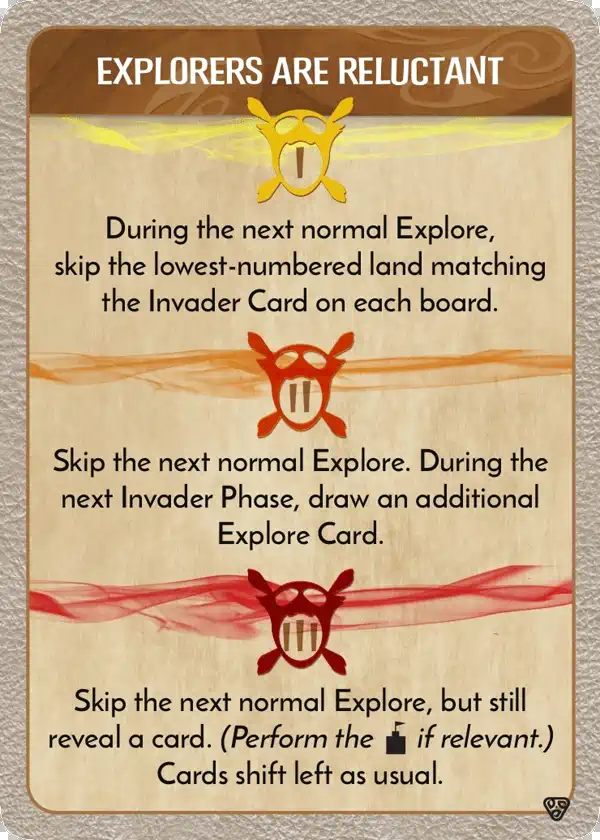 EXPLORERS ARE RELUCTANT
I
During the next normal Explore,
skip the lowest-numbered land matching
the Invader Card on each board.
II
Skip the next normal Explore. During the
next Invader Phase, draw an additional
Explore Card.
III
Skip the next normal Explore, but still
reveal a card. (Perform the if relevant.)
Cards shift left as usual.